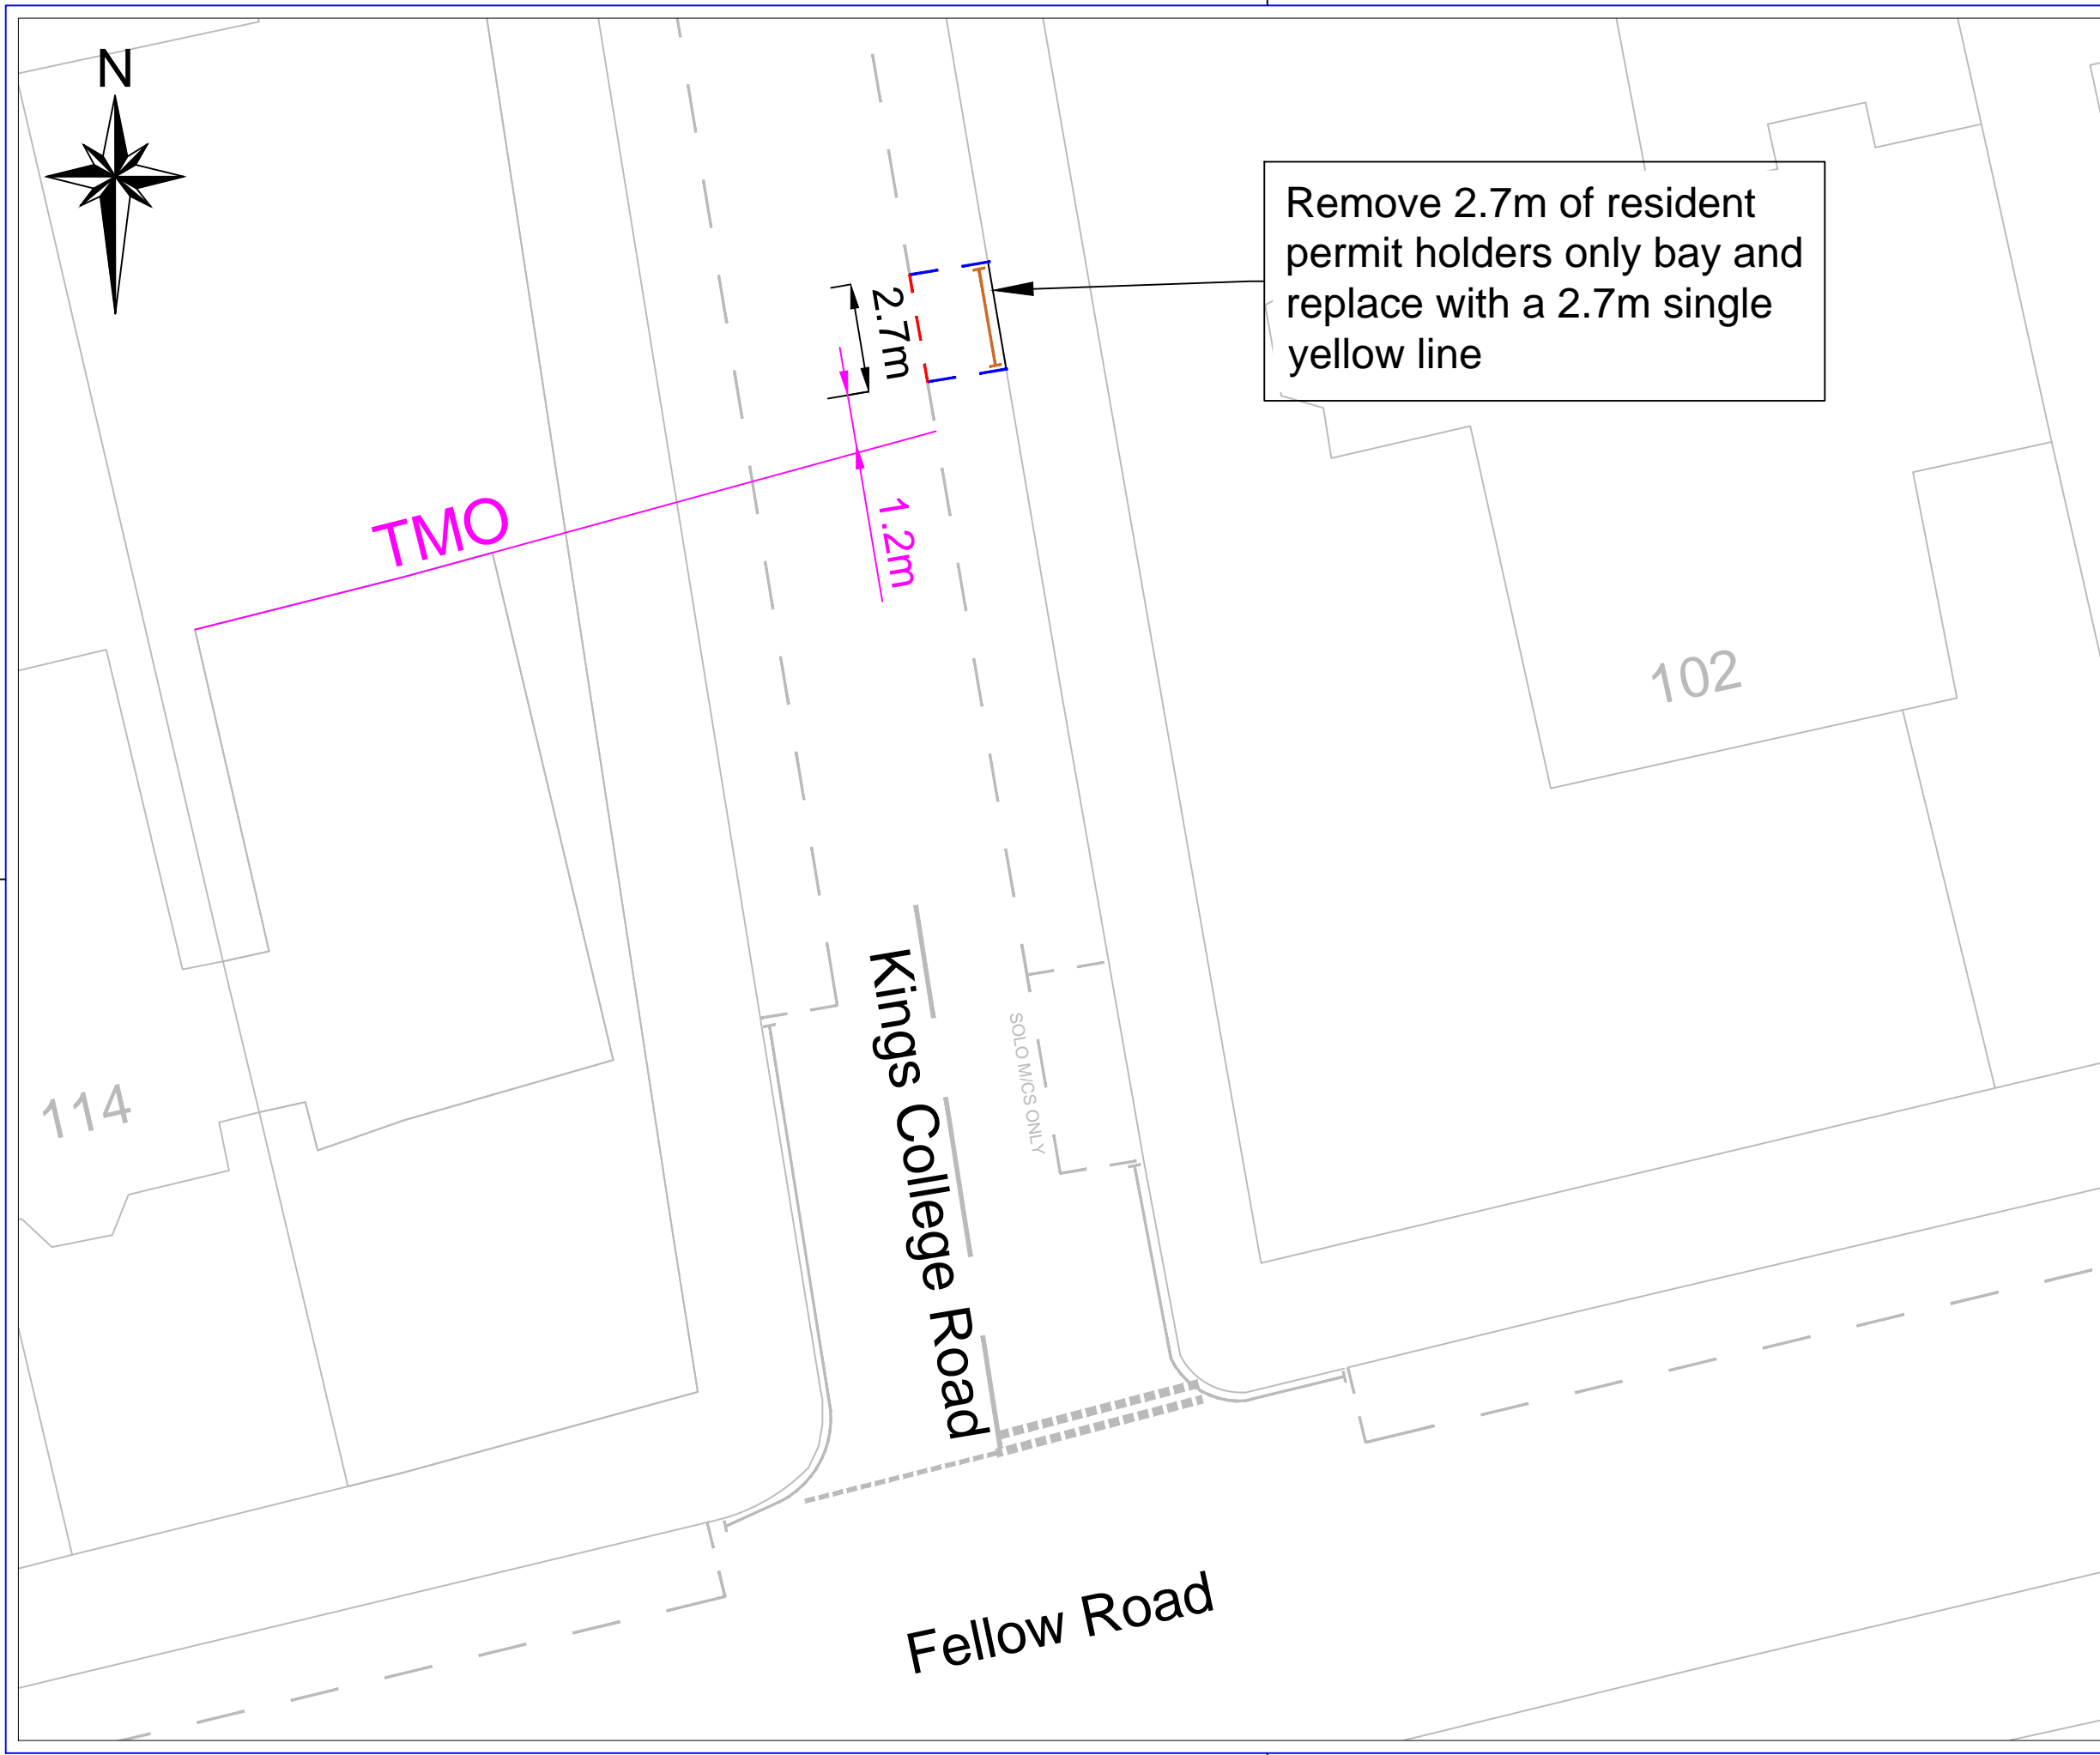 N
Remove 2.7m of resident
permit holders only bay and
replace with a 2.7m single
yellow line
2.7m
TMO
1.2m
102
Kings College Road
SOLO M/CS ONLY
114
Fellow Road